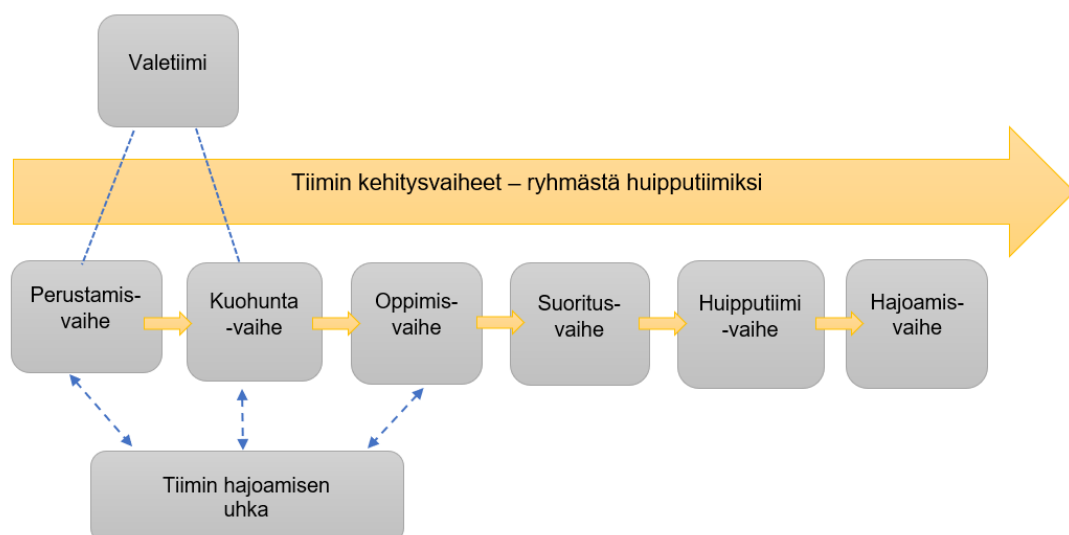 Valetiimi
Tiimin kehitysvaiheet – ryhmästä huipputiimiksi
Perustamis-
vaihe
Kuohunta
-vaihe
Oppimis-
vaihe
Suoritus-
vaihe
Huipputiimi
-vaihe
Hajoamis-
vaihe
Tiimin hajoamisen
uhka